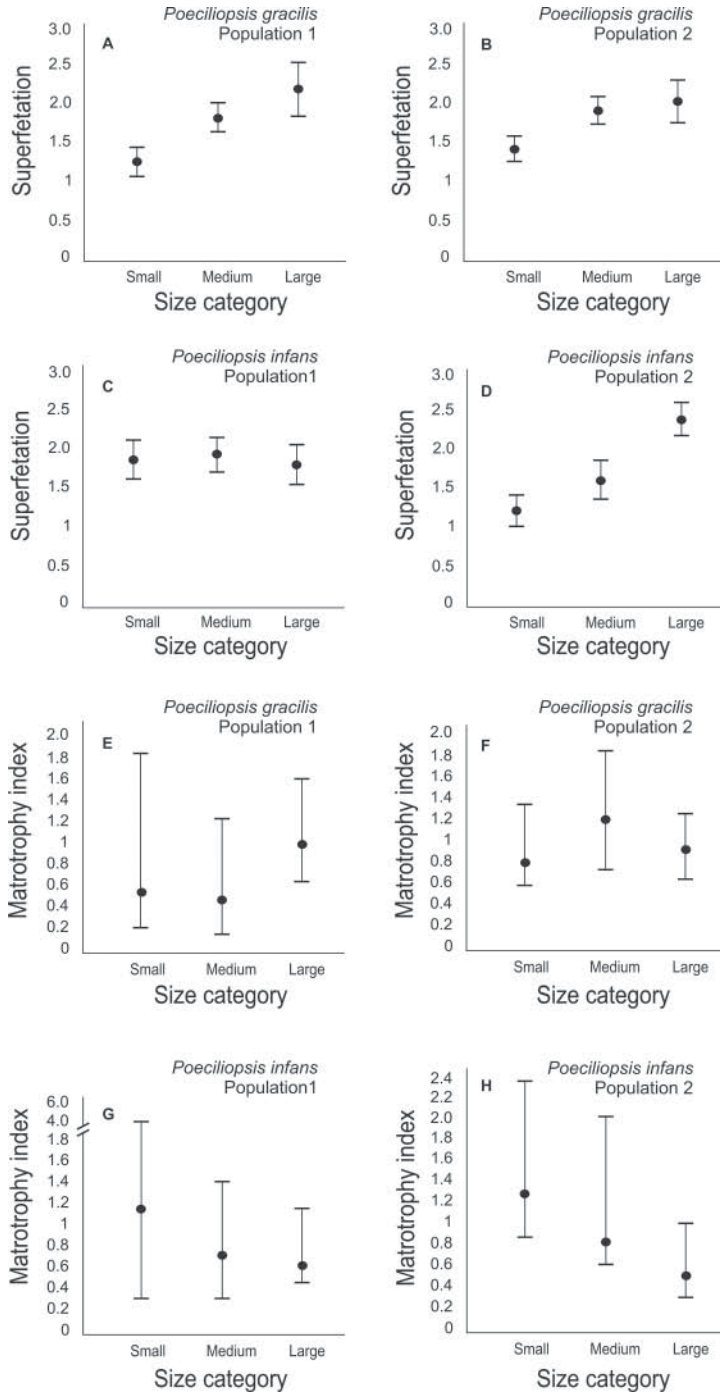 Poeciliopsis gracilis
Population 1
A
3.0
2.5
2.0
1.5
1
0.5
0
Superfetation
Small Medium Large
Size category
Poeciliopsis gracilis
Population 2
B
3.0
2.5
2.0
1.5
1
0.5
0
Superfetation
Small Medium Large
Size category
Poeciliopsis infans
Population1
C
3.0
2.5
2.0
1.5
1
0.5
0
Superfetation
Small Medium Large
Size category
Poeciliopsis infans
Population 2
D
3.0
2.5
2.0
1.5
1
0.5
0
Superfetation
Small Medium Large
Size category
Poeciliopsis gracilis
Population 1
E
2.0
1.8
1.6
1.4
1.2
1
0.8
0.6
0.4
0.2
0
Matrotrophy index
Small Medium Large
Size category
Poeciliopsis gracilis
Population 2
F
2.0
1.8
1.6
1.4
1.2
1
0.8
0.6
0.4
0.2
0
Matrotrophy index
Small Medium Large
Size category
Poeciliopsis infans
Population1
G
6.0
4.0
1.8
1.6
1.4
1.2
1
0.8
0.6
0.4
0.2
0
Matrotrophy index
Small Medium Large
Size category
Poeciliopsis infans
Population 2
H
2.4
2.2
2.0
1.8
1.6
1.4
1.2
1
0.8
0.6
0.4
0.2
0
Matrotrophy index
Small Medium Large
Size category